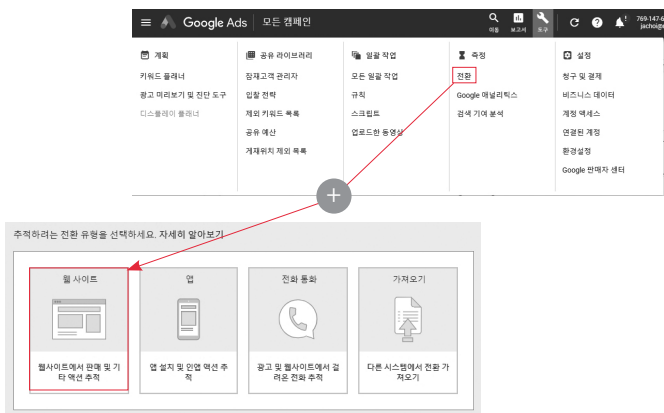 Google Ads 모든 캠페인 이동 보고서 도구 769-147-6
jachoi@
계획 공유 라이브러리 일괄 작업 측정 설정
키워드 플래너 잠재고객 관리자 모든 일괄 작업 전환 청구 및 결제
광고 미리보기 및 진단 도구 입찰 전략 규칙 Google 애널리틱스 비즈니스 데이터
디스플레이 플래너 제외 키워드 목록 스크립트 검색 기여 분석 계정 액세스
공유 예산 업로드한 동영상 연결된 계정
게재위치 제외 목록 환경설정
Google 판매자 센터
추적하려는 전환 유형을 선택하세요. 자세히 알아보기
웹 사이트 앱 전화 통화 가져오기
웹사이트에서 판매 및 기 앱 설치 및 인앱 액션 추 광고 및 웹사이트에서 걸 다른 시스템에서 전환 가
타 액션 추적 적 려온 전화 추적 져오기